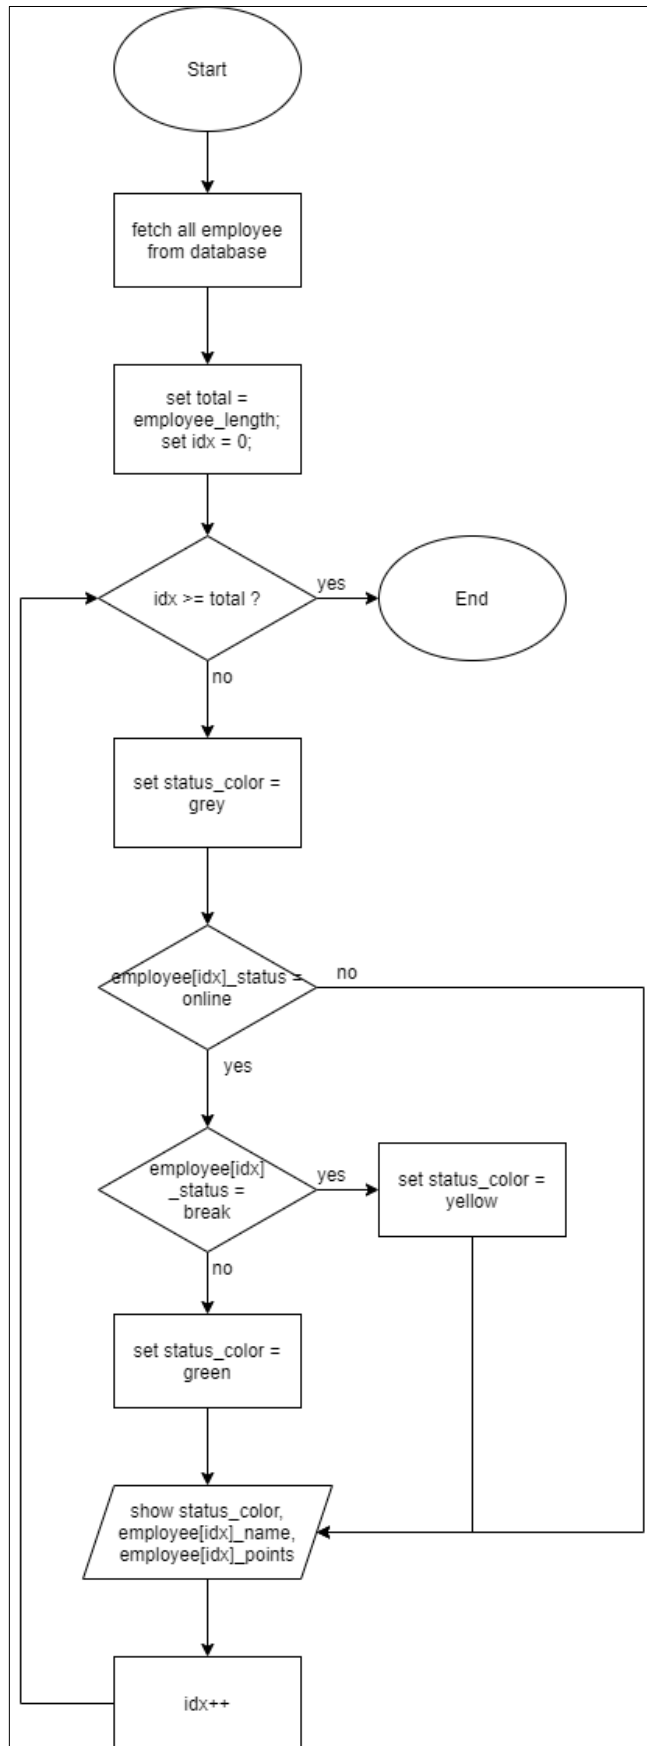 Start
fetch all employee
from database
set total =
employee_length;
set idx = 0;
idx >= total ?
yes
End
no
set status_color =
grey
employee[idx]_status =
online
no
yes
employee[idx]
_status =
break
yes
set status_color =
yellow
no
set status_color =
green
show status_color,
employee[idx]_name,
employee[idx]_points
idx++